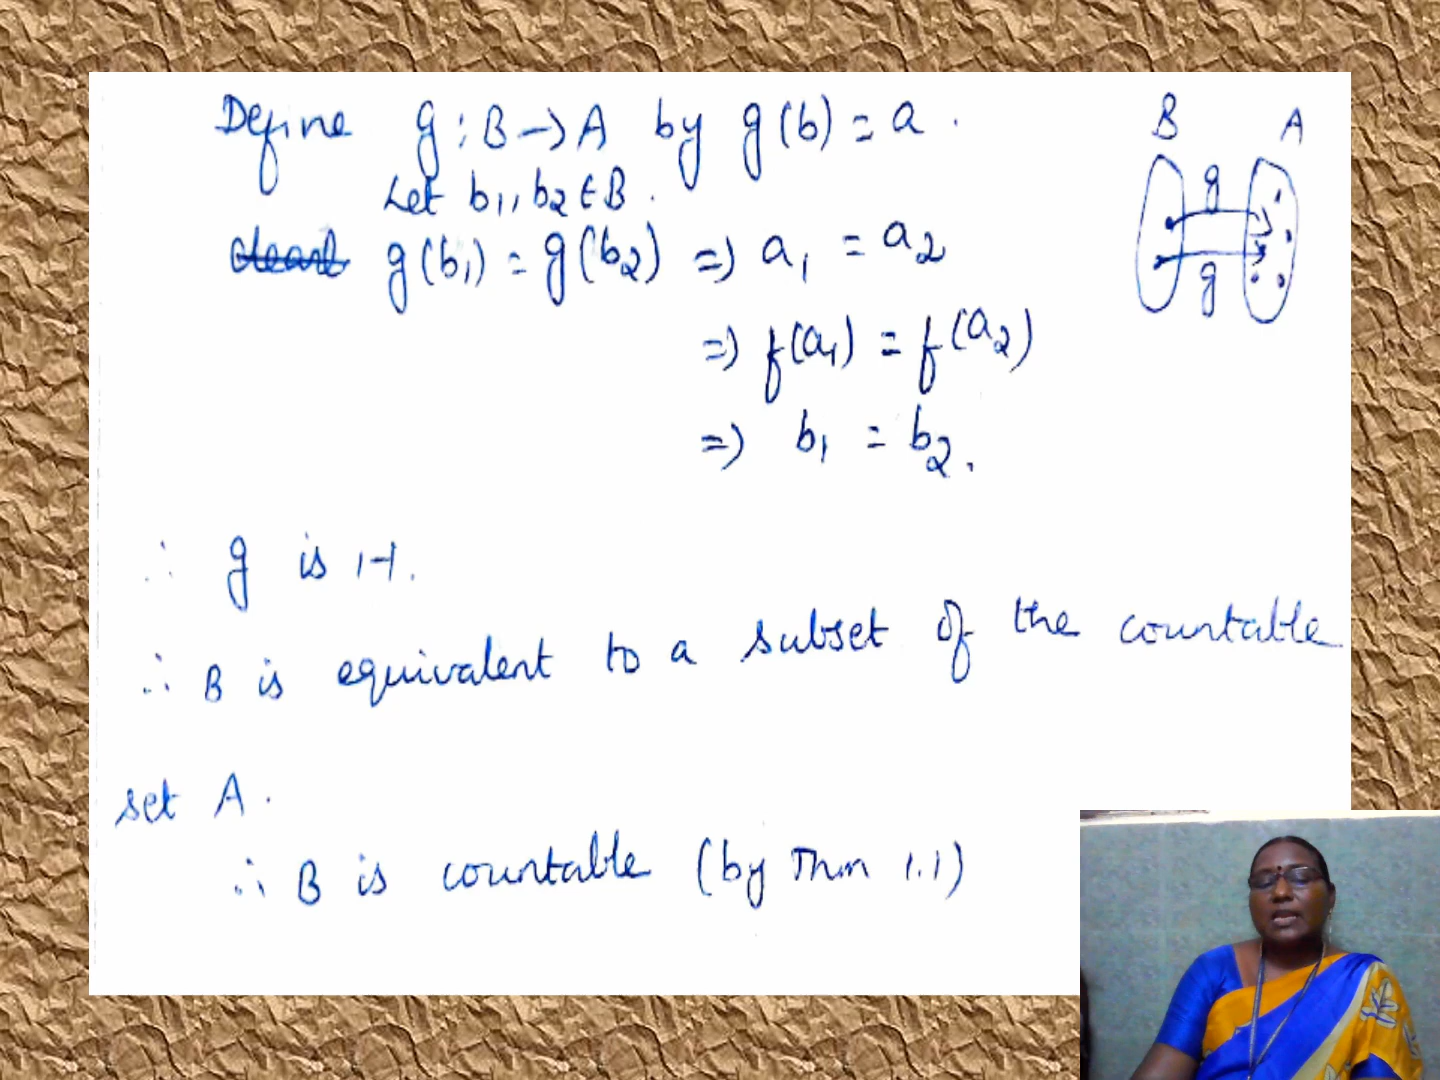 Define g : B → A by g(b) = a .
Let b₁, b₂ ∈ B .
g(b₁) = g(b₂) ⇒ a₁ = a₂
⇒ f(a₁) = f(a₂)
⇒ b₁ = b₂ .
∴ g is 1-1 .
∴ B is equivalent to a subset of the countable
set A .
∴ B is countable (by Thm 1.1)
B A
g
g